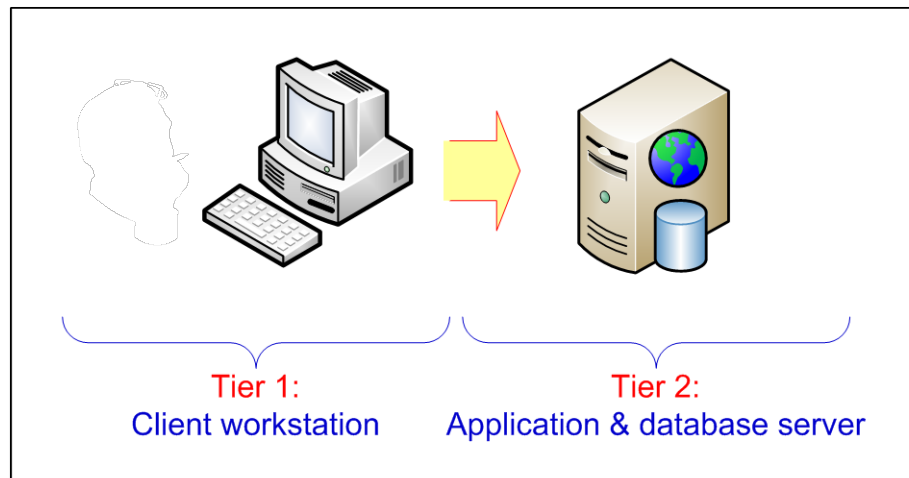 Tier 1:
Client workstation
Tier 2:
Application & database server